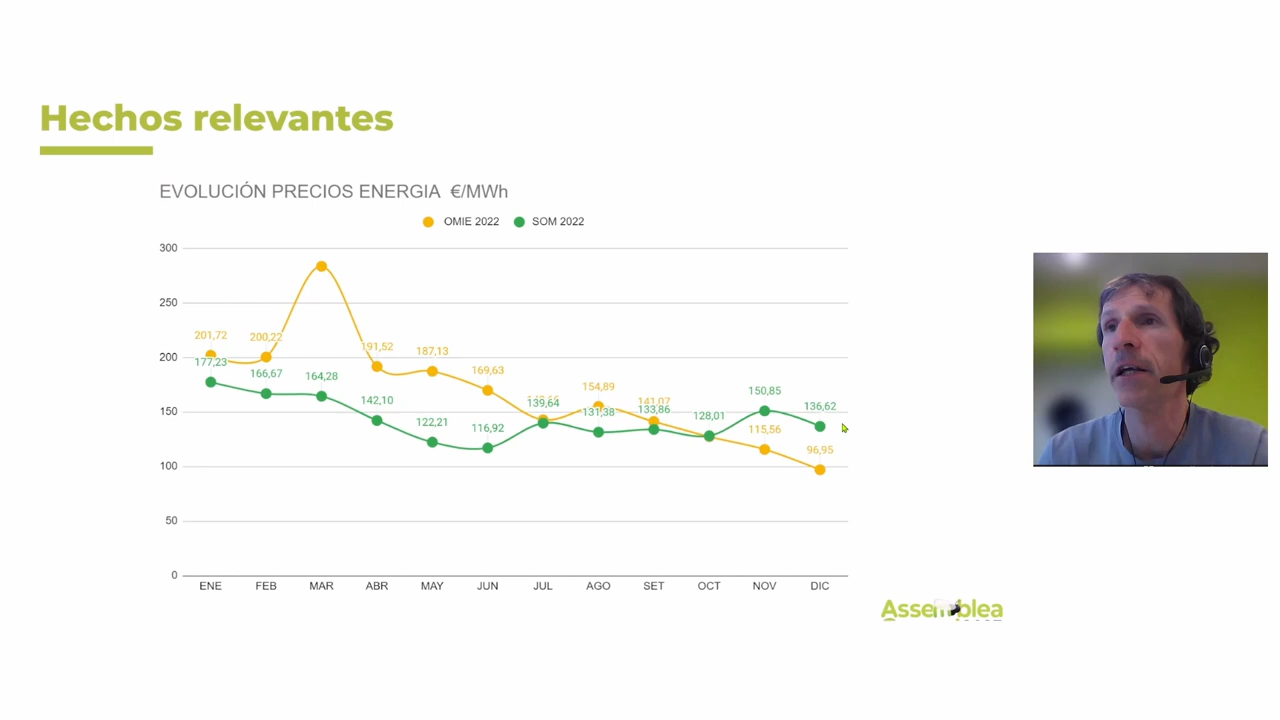 Hechos relevantes
EVOLUCIÓN PRECIOS ENERGIA €/MWh
OMIE 2022 SOM 2022
300
250
200
150
100
50
0
201,72 200,22 191,52 187,13 169,63 154,89 141,07 115,56 96,95
177,23 166,67 164,28 142,10 122,21 116,92 139,64 131,38 133,86 128,01 150,85 136,62
ENE FEB MAR ABR MAY JUN JUL AGO SET OCT NOV DIC
Assemblea